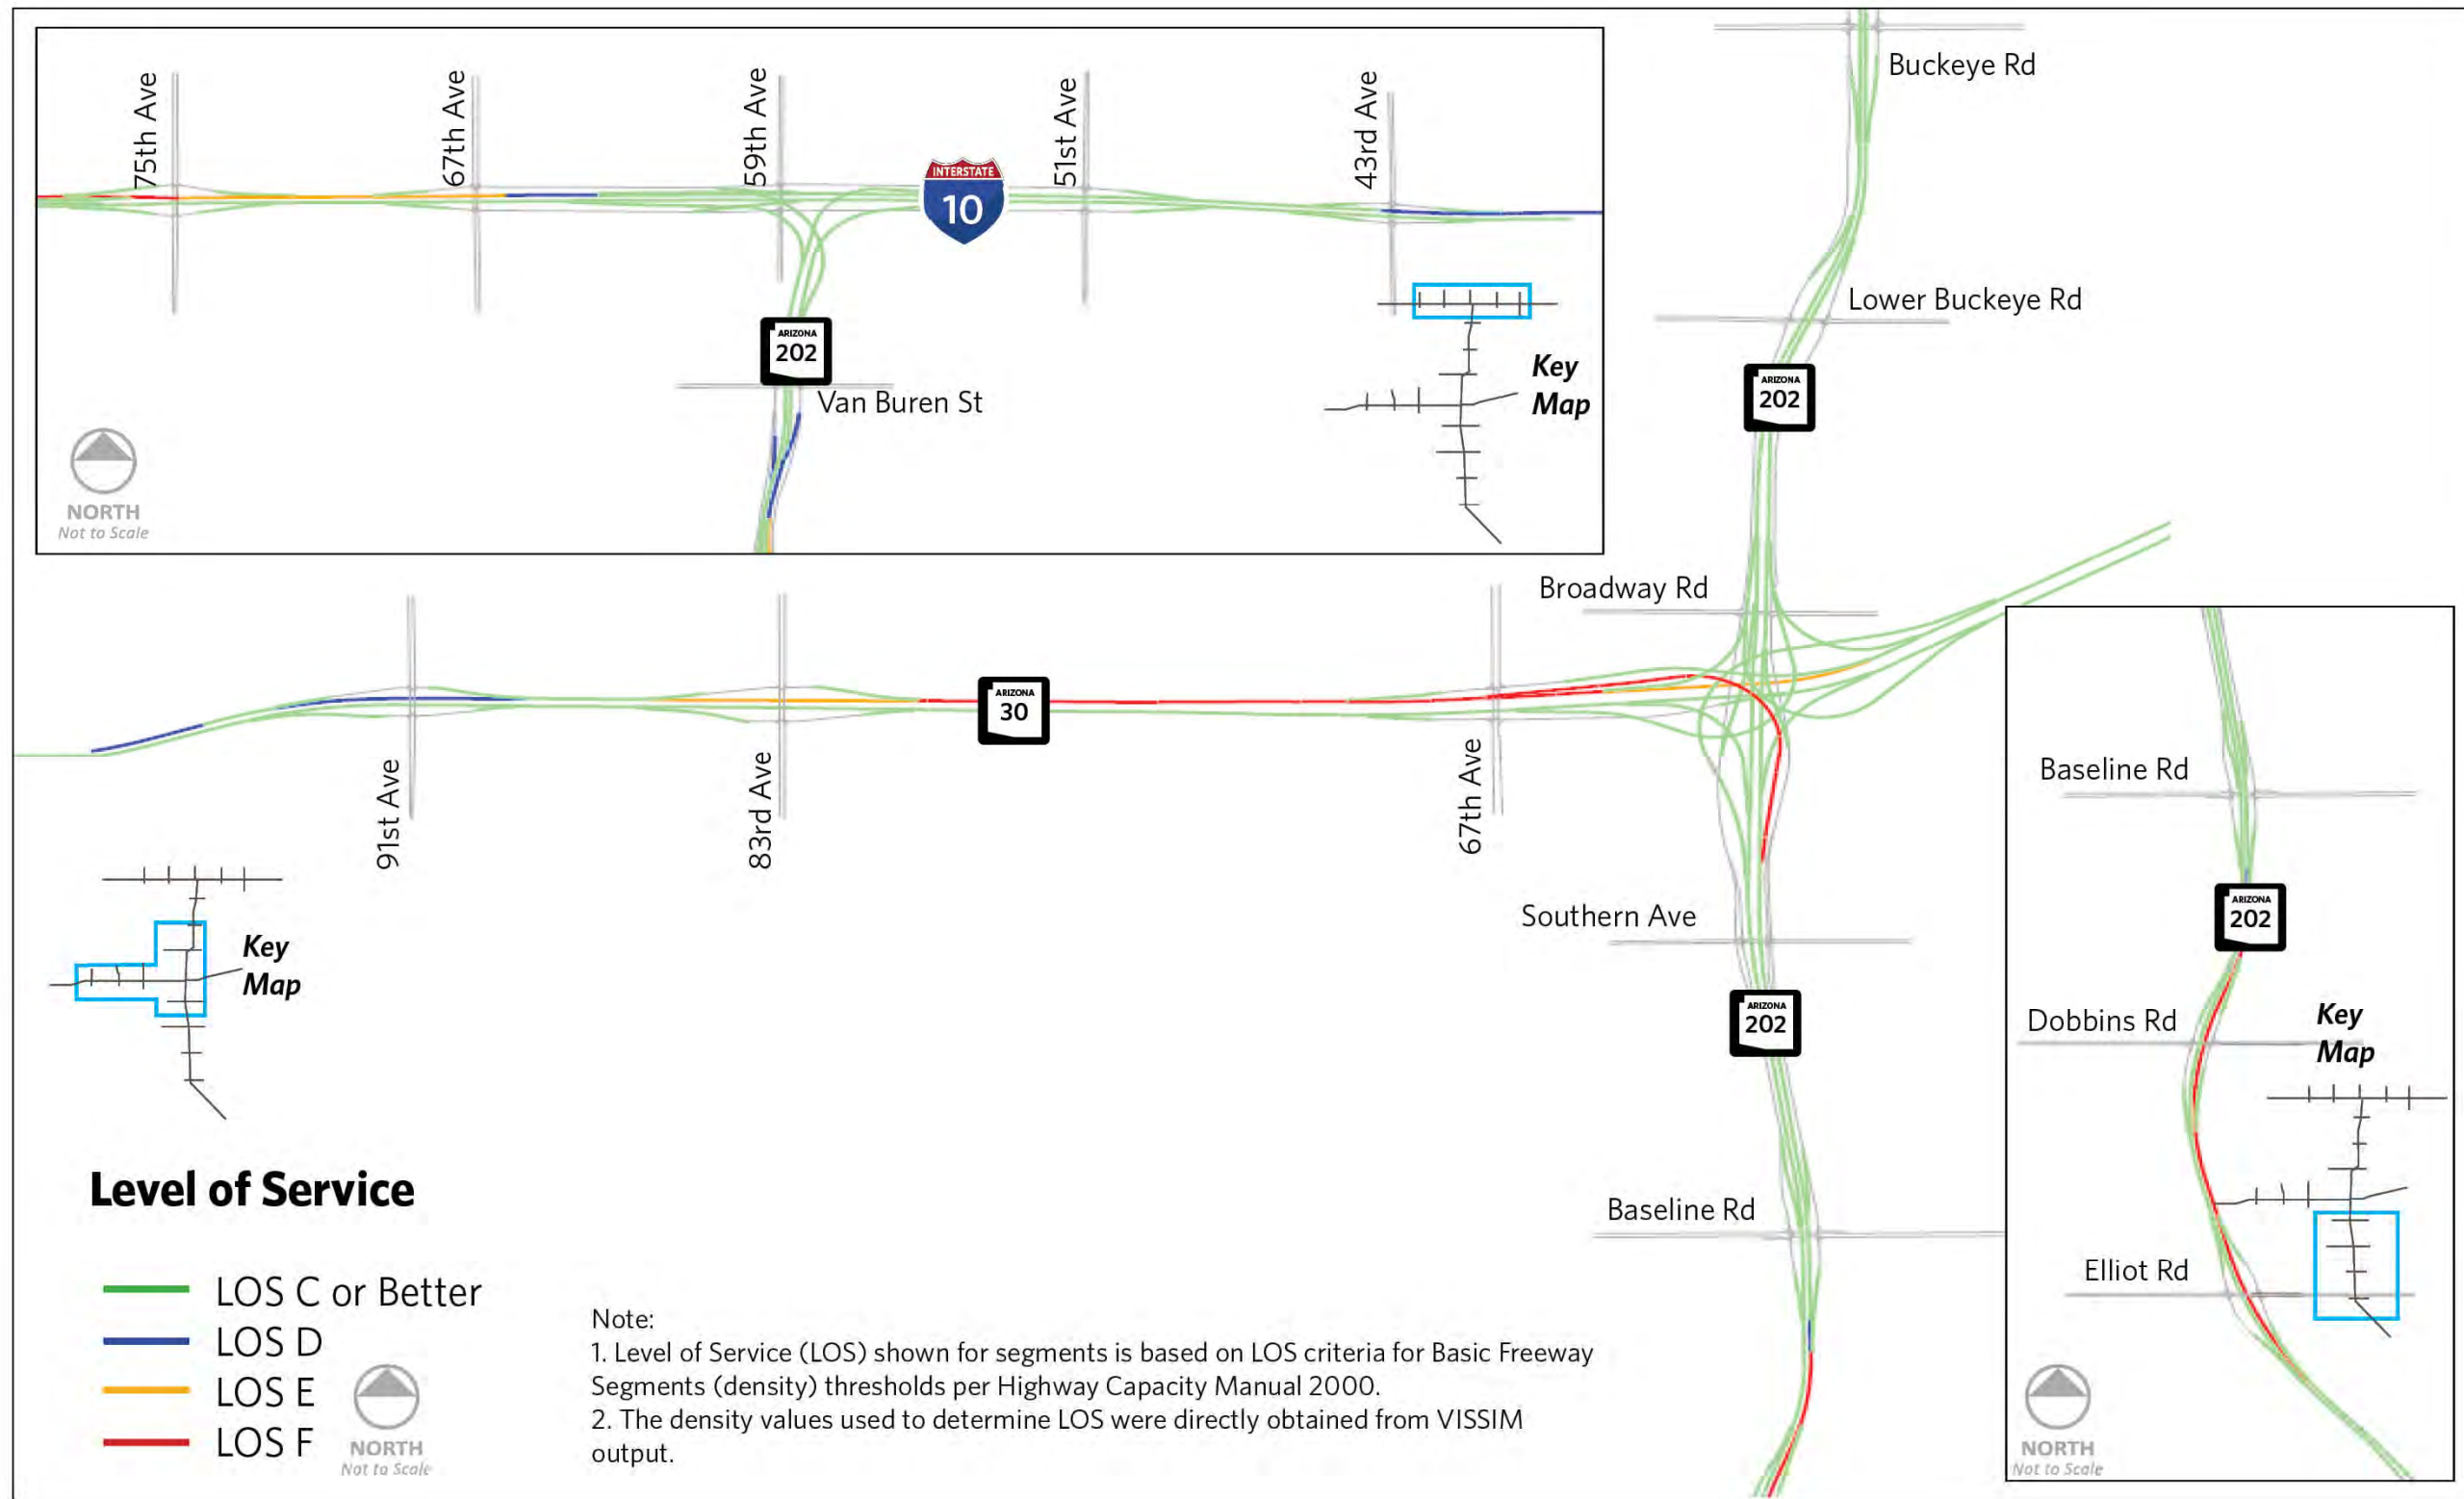 75th Ave
67th Ave
59th Ave
51st Ave
43rd Ave
INTERSTATE
10
ARIZONA
202
Van Buren St
Key
Map
NORTH
Not to Scale
Buckeye Rd
Lower Buckeye Rd
ARIZONA
202
Broadway Rd
ARIZONA
30
91st Ave
83rd Ave
67th Ave
Southern Ave
ARIZONA
202
Baseline Rd
Key
Map
Baseline Rd
ARIZONA
202
Dobbins Rd
Key
Map
Elliot Rd
NORTH
Not to Scale
Level of Service
LOS C or Better
LOS D
LOS E
LOS F
NORTH
Not to Scale
Note:
1. Level of Service (LOS) shown for segments is based on LOS criteria for Basic Freeway
Segments (density) thresholds per Highway Capacity Manual 2000.
2. The density values used to determine LOS were directly obtained from VISSIM
output.